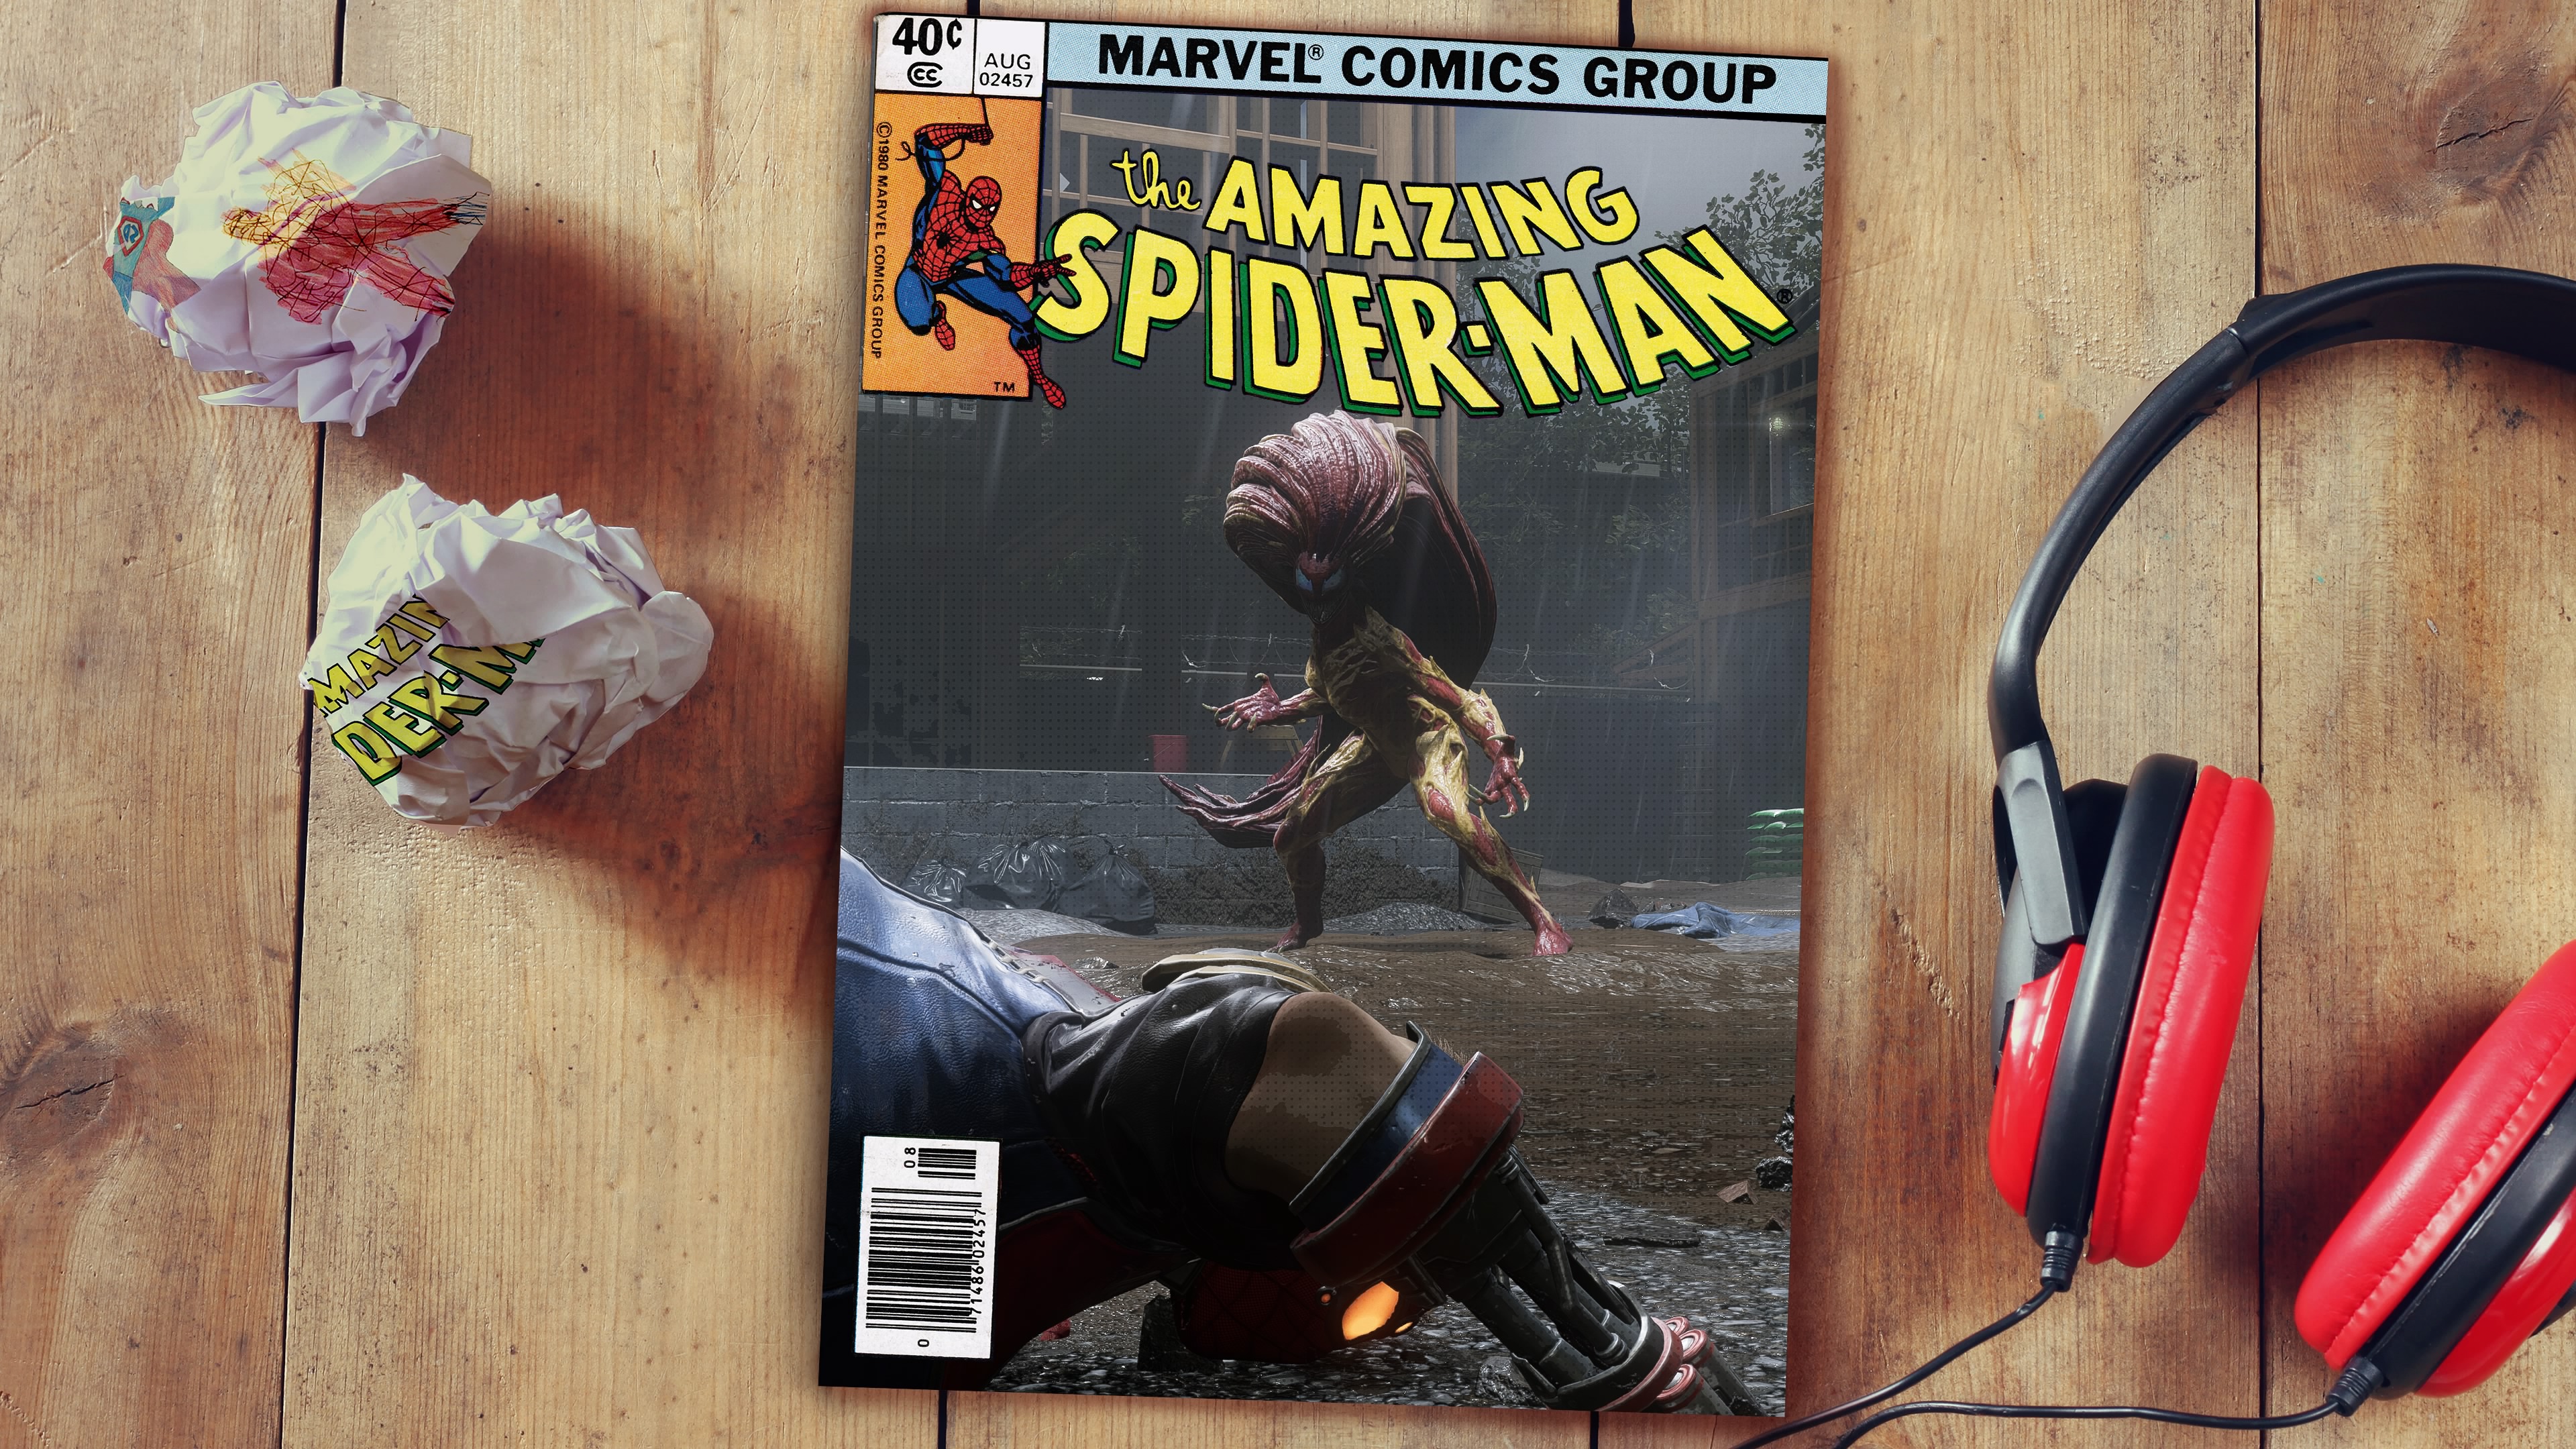 40¢
CC
AUG
02457
MARVEL® COMICS GROUP
©1980 MARVEL COMICS GROUP
TM
the AMAZING
SPIDER-MAN®
MAZIN
DER-M
08
71486 02457
0